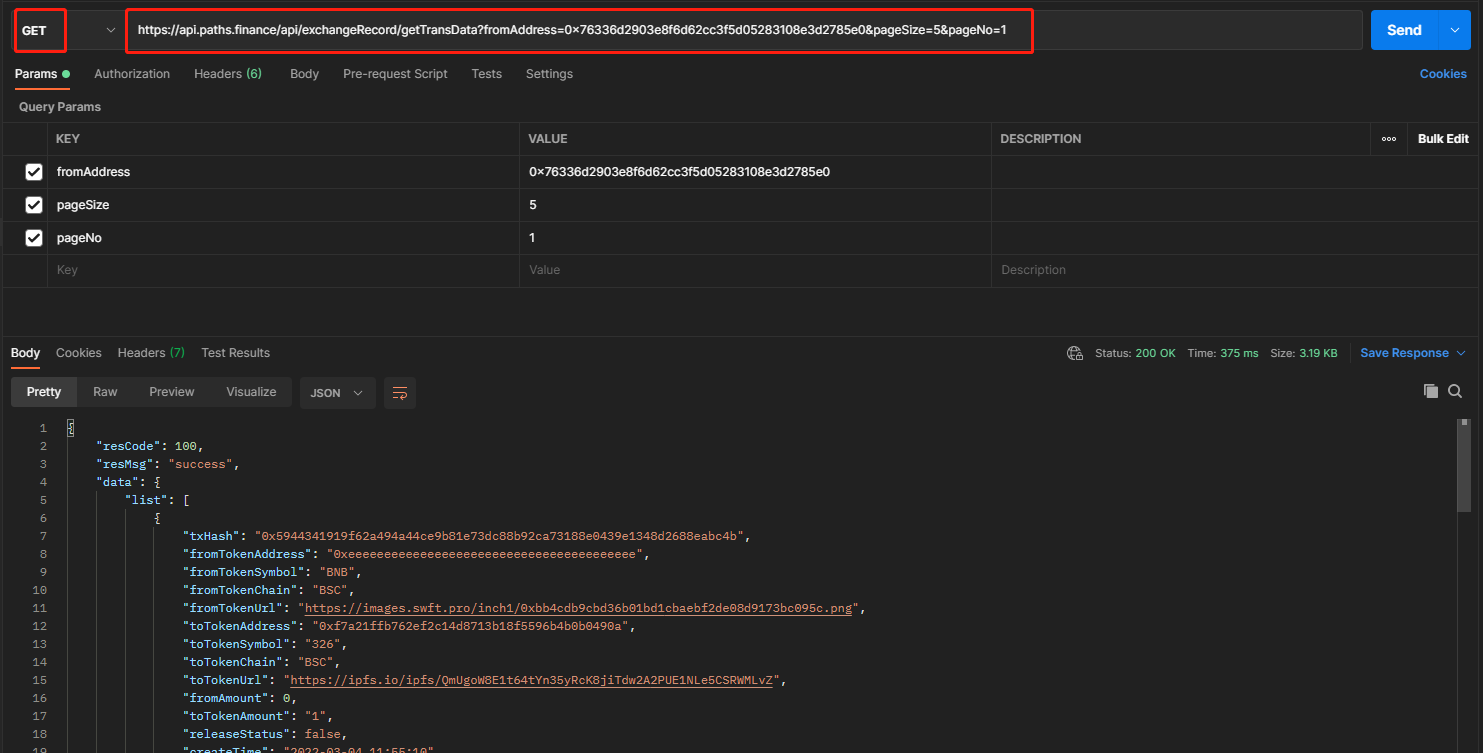 GET
https://api.paths.finance/api/exchangeRecord/getTransData?fromAddress=0x76336d2903e8f6d62cc3f5d05283108e3d2785e0&pageSize=5&pageNo=1
Send
Params Authorization Headers (6) Body Pre-request Script Tests Settings Cookies
Query Params
KEY VALUE DESCRIPTION ooo Bulk Edit
fromAddress 0x76336d2903e8f6d62cc3f5d05283108e3d2785e0
pageSize 5
pageNo 1
Key Value Description
Body Cookies Headers (7) Test Results Status: 200 OK Time: 375 ms Size: 3.19 KB Save Response
Pretty Raw Preview Visualize JSON
1 {
2 "resCode": 100,
3 "resMsg": "success",
4 "data": {
5 "list": [
6 {
7 "txHash": "0x5944341919f62a494a44ce9b81e73dc88b92ca73188e0439e1348d2688eabc4b",
8 "fromTokenAddress": "0xeeeeeeeeeeeeeeeeeeeeeeeeeeeeeeeeeeeeeeee",
9 "fromTokenSymbol": "BNB",
10 "fromTokenChain": "BSC",
11 "fromTokenUrl": "https://images.swft.pro/inch1/0xbb4cdb9cbd36b01bd1cbaebf2de08d9173bc095c.png",
12 "toTokenAddress": "0xf7a21ffb762ef2c14d8713b18f5596b4b0b0490a",
13 "toTokenSymbol": "326",
14 "toTokenChain": "BSC",
15 "toTokenUrl": "https://ipfs.io/ipfs/QmUgoW8E1t64tYn35yRcK8jiTdw2A2PUE1NLe5CSRWMLvZ",
16 "fromAmount": 0,
17 "toTokenAmount": "1",
18 "releaseStatus": false,
19 "createTime": "2022-03-04 11:55:10"